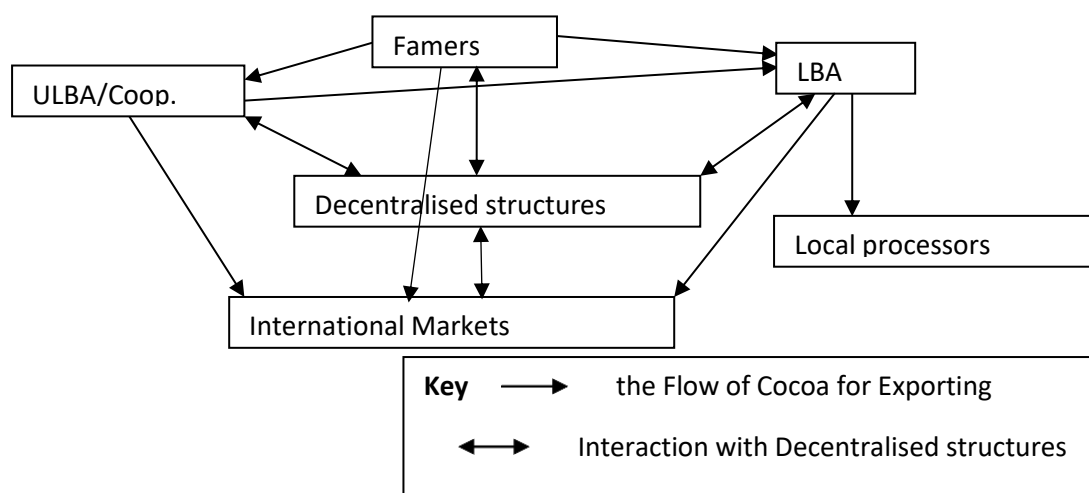 Famers
LBA
ULBA/Coop.
Decentralised structures
Local processors
International Markets
Key the Flow of Cocoa for Exporting
Interaction with Decentralised structures